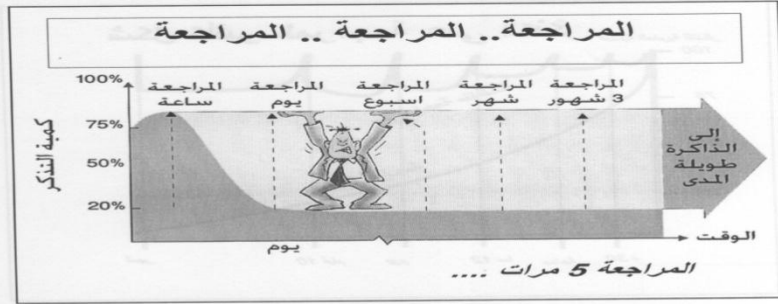 المراجعة.. المراجعة .. المراجعة
100%
75%
50%
20%
كمية التذكر
المراجعة
ساعة
المراجعة
يوم
المراجعة
اسبوع
المراجعة
شهر
المراجعة
3 شهور
إلى
الذاكرة
طويلة
المدى
الوقت
يوم
المراجعة 5 مرات ....